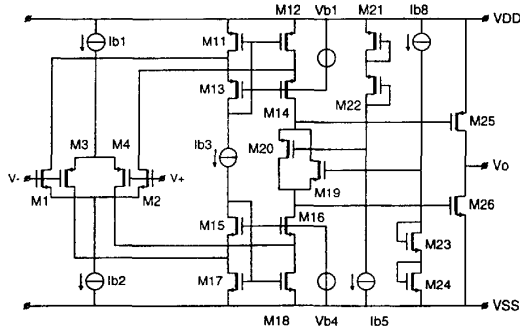 M12 Vb1 M21 Ib8
VDD
Ib1 M11
M13 M14 M22
M3 M4 Ib3 M20 M25
V- V+ Vo
M1 M2 M19 M26
M15 M16 M23
Ib2 M17 M24
VSS
M18 Vb4 Ib5